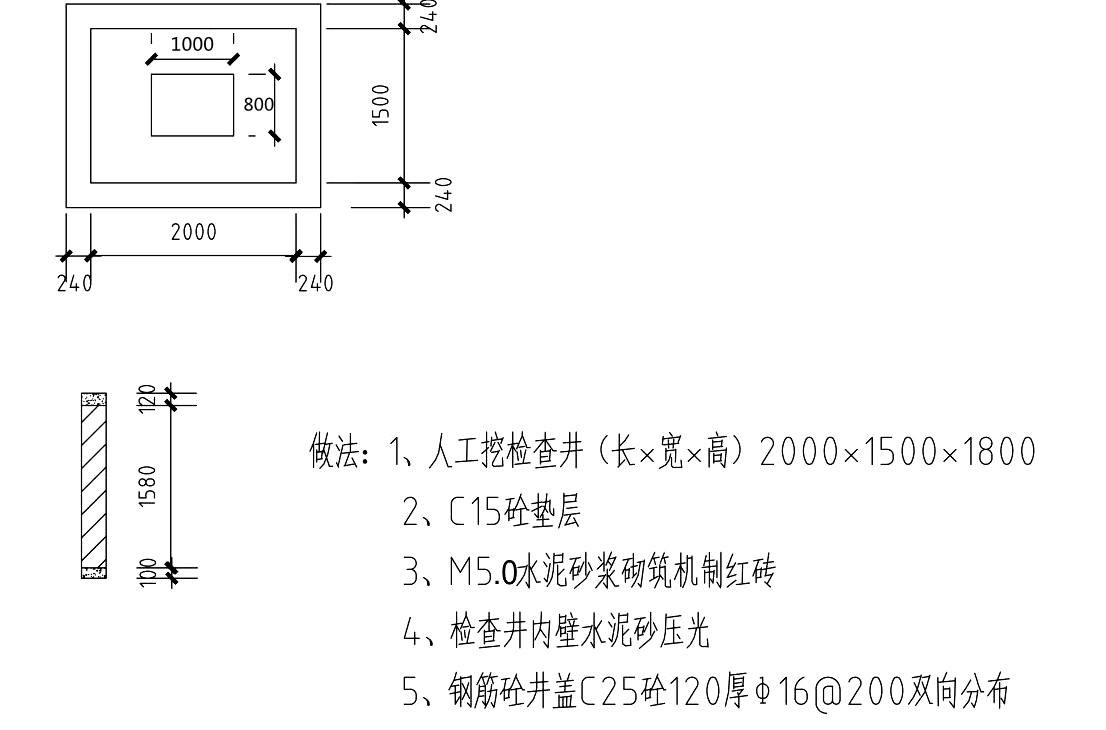 240
1000
800
1500
240
2000
240
240
120
1580
100
做法：1、人工挖检查井（长×宽×高）2000×1500×1800
2、C15砼垫层
3、M5.0水泥砂浆砌筑机制红砖
4、检查井内壁水泥砂压光
5、钢筋砼井盖C25砼120厚Φ16@200双向分布